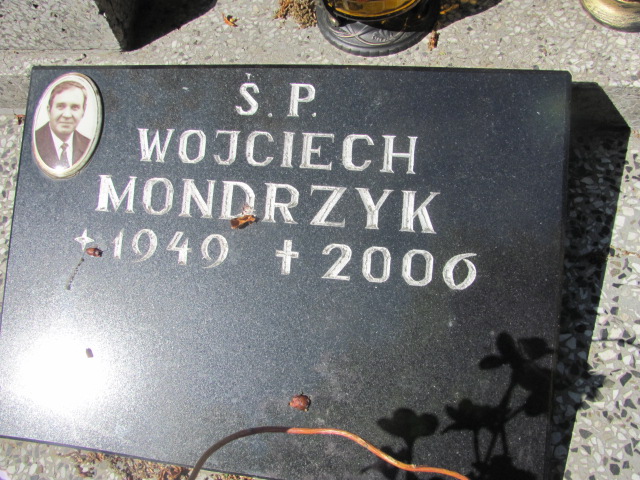 Ś. P.
WOJCIECH
MONDRZYK
1949 † 2006